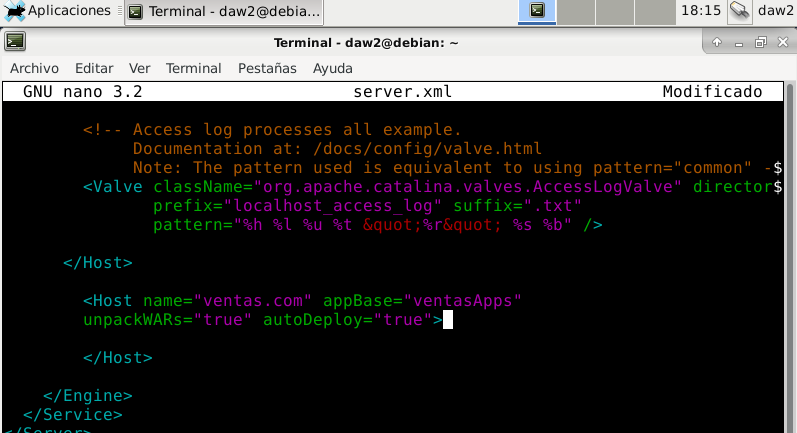 Aplicaciones Terminal - daw2@debia... 18:15 daw2
Terminal - daw2@debian: ~
Archivo Editar Ver Terminal Pestañas Ayuda
GNU nano 3.2 server.xml Modificado
<!-- Access log processes all example.
Documentation at: /docs/config/valve.html
Note: The pattern used is equivalent to using pattern="common" -$
<Valve className="org.apache.catalina.valves.AccessLogValve" director$
prefix="localhost_access_log" suffix=".txt"
pattern="%h %l %u %t &quot;%r&quot; %s %b" />
</Host>
<Host name="ventas.com" appBase="ventasApps"
unpackWARs="true" autoDeploy="true">
</Host>
</Engine>
</Service>
</Server>